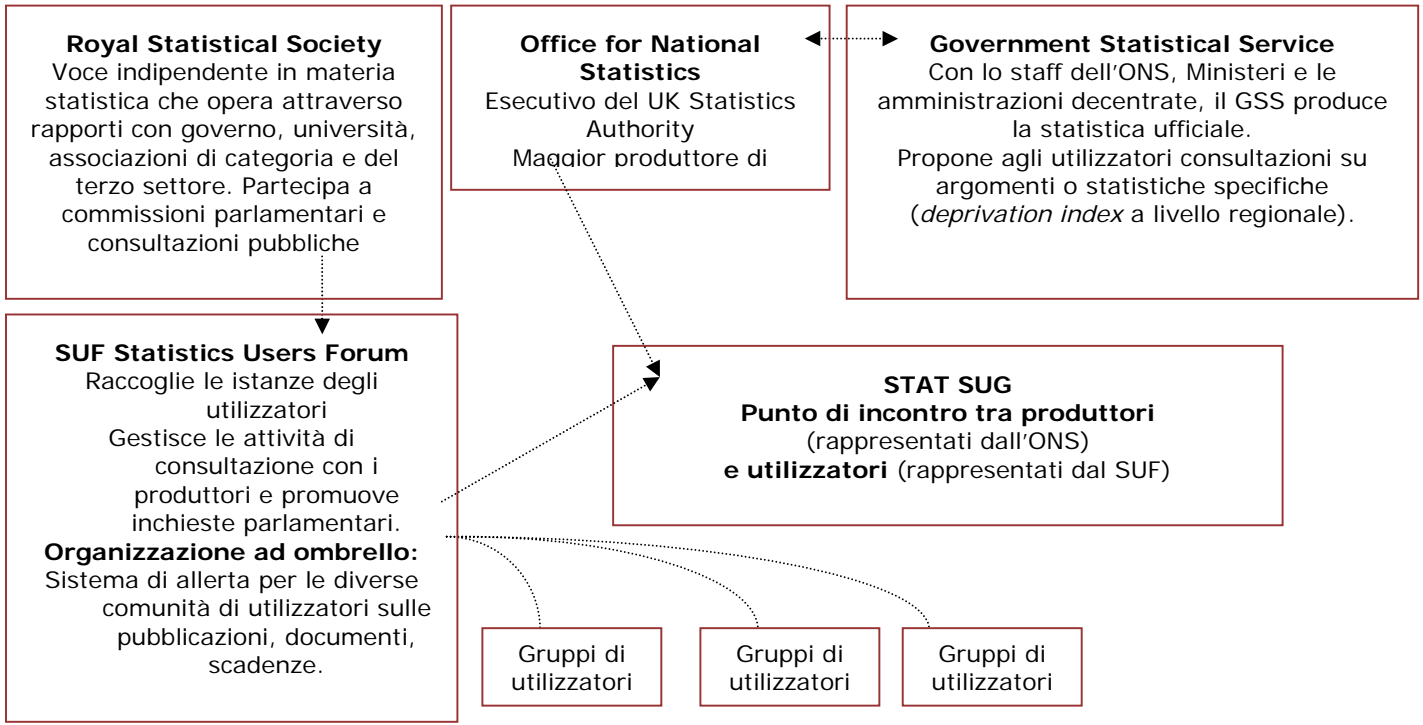 Royal Statistical Society
Voce indipendente in materia
statistica che opera attraverso
rapporti con governo, università,
associazioni di categoria e del
terzo settore. Partecipa a
commissioni parlamentari e
consultazioni pubbliche
Office for National
Statistics
Esecutivo del UK Statistics
Authority
Maggior produttore di
Government Statistical Service
Con lo staff dell’ONS, Ministeri e le
amministrazioni decentrate, il GSS produce
la statistica ufficiale.
Propone agli utilizzatori consultazioni su
argomenti o statistiche specifiche
(deprivation index a livello regionale).
SUF Statistics Users Forum
Raccoglie le istanze degli
utilizzatori
Gestisce le attività di
consultazione con i
produttori e promuove
inchieste parlamentari.
Organizzazione ad ombrello:
Sistema di allerta per le diverse
comunità di utilizzatori sulle
pubblicazioni, documenti,
scadenze.
STAT SUG
Punto di incontro tra produttori
(rappresentati dall’ONS)
e utilizzatori (rappresentati dal SUF)
Gruppi di
utilizzatori
Gruppi di
utilizzatori
Gruppi di
utilizzatori